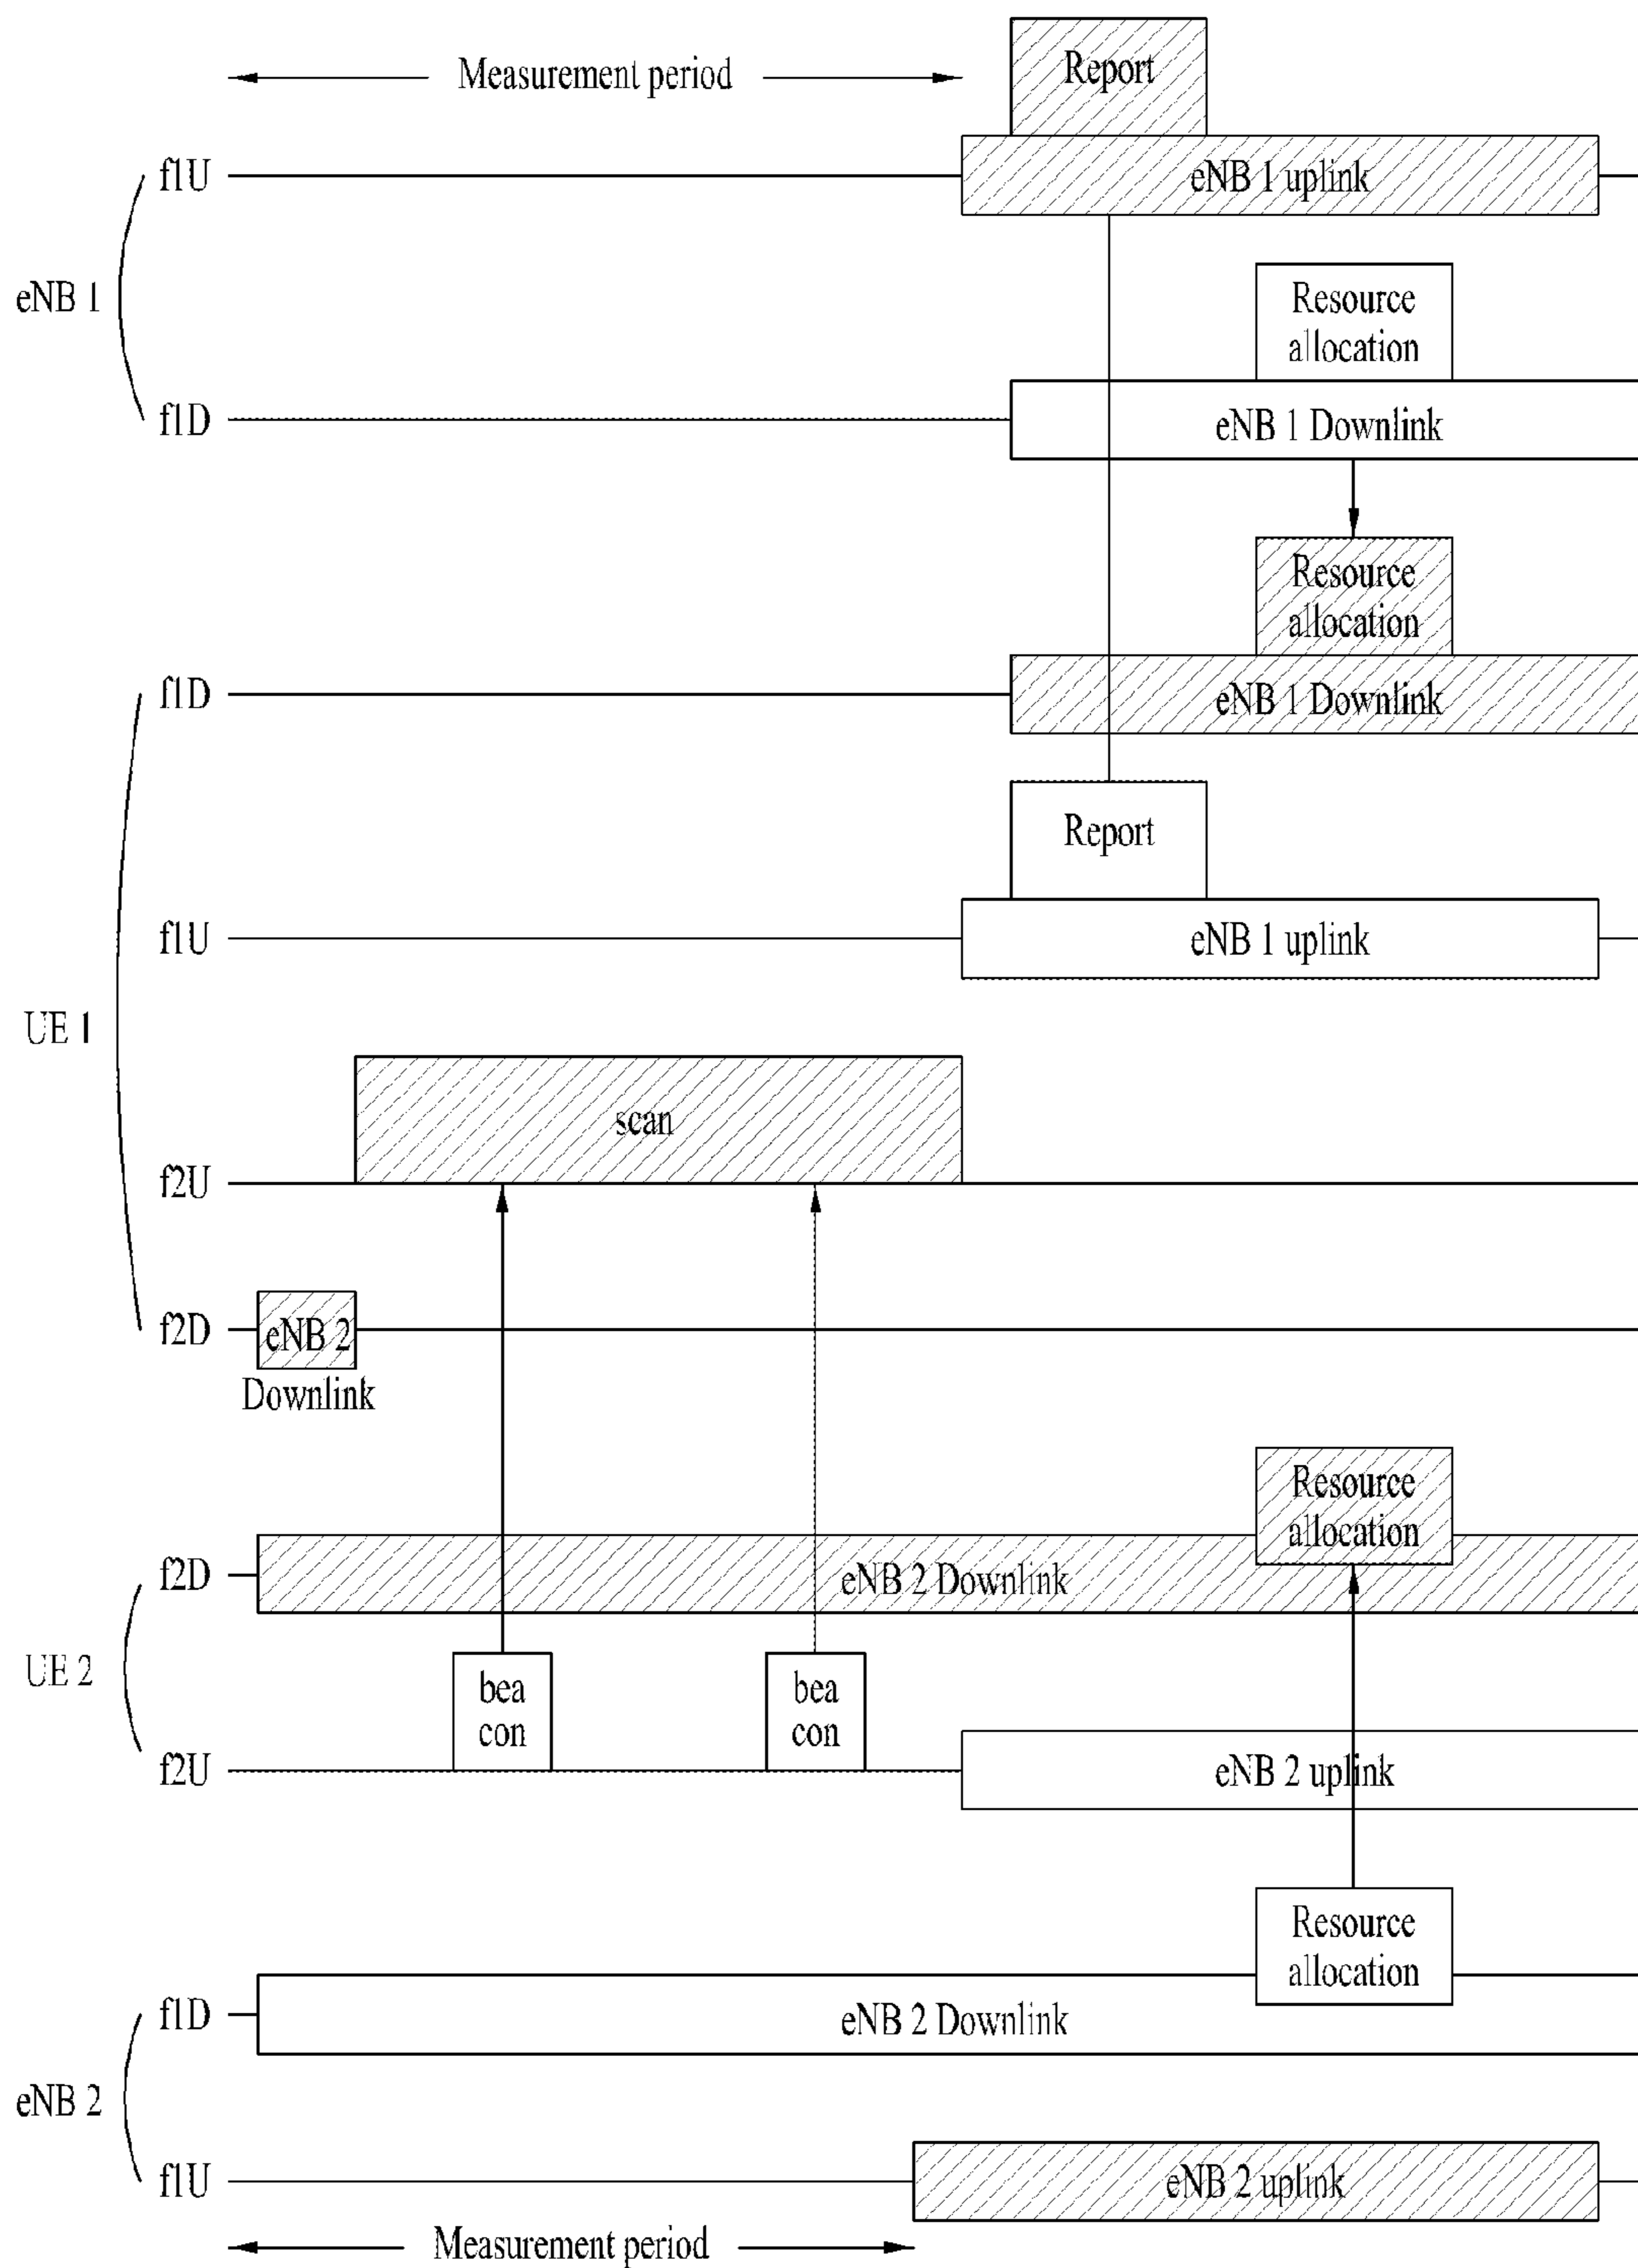 Measurement period
Report
f1U
eNB 1 uplink
eNB 1
Resource
allocation
f1D
eNB 1 Downlink
Resource
allocation
f1D
eNB 1 Downlink
Report
f1U
eNB 1 uplink
UE 1
scan
f2U
f2D
eNB 2
Downlink
Resource
allocation
f2D
eNB 2 Downlink
UE 2
bea
con
bea
con
f2U
eNB 2 uplink
Resource
allocation
f1D
eNB 2 Downlink
eNB 2
f1U
eNB 2 uplink
Measurement period